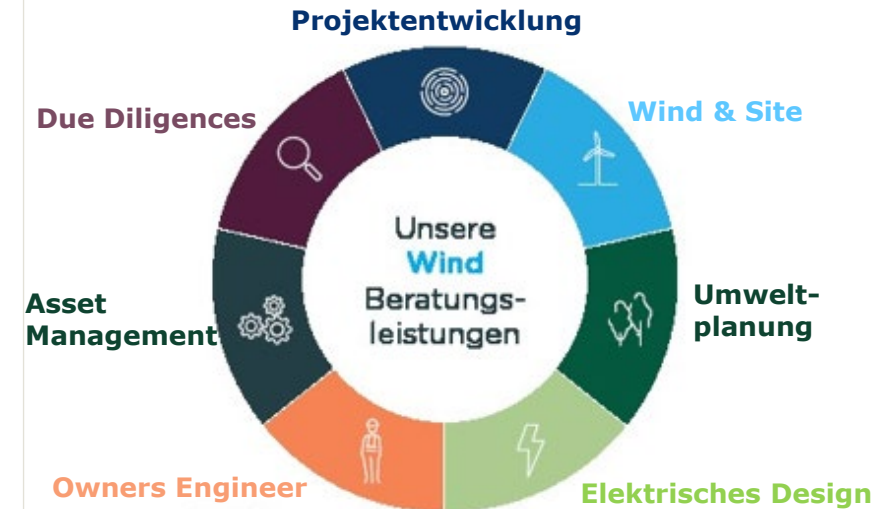 Projektentwicklung
Due Diligences
Wind & Site
Unsere
Wind
Beratungs-
leistungen
Asset
Management
Umwelt-
planung
Owners Engineer
Elektrisches Design